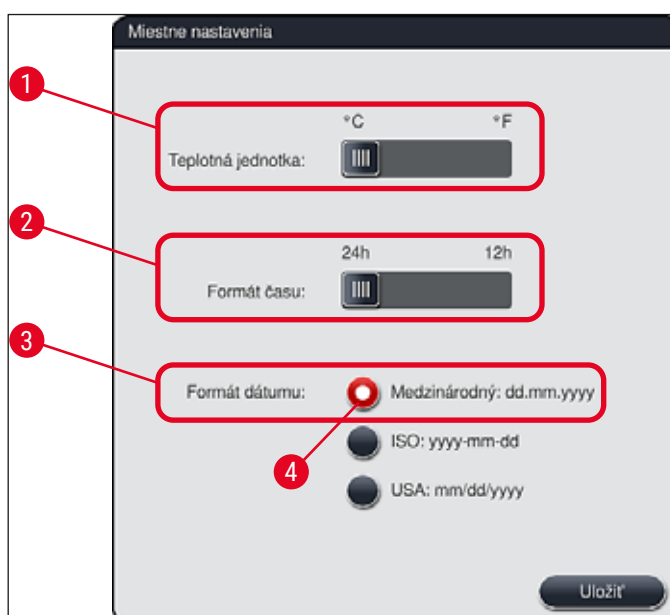 Miestne nastavenia
1
°C °F
Teplotná jednotka:
2
24h 12h
Formát času:
3
Formát dátumu: Medzinárodný: dd.mm.yyyy
4
ISO: yyyy-mm-dd
USA: mm/dd/yyyy
Uložiť